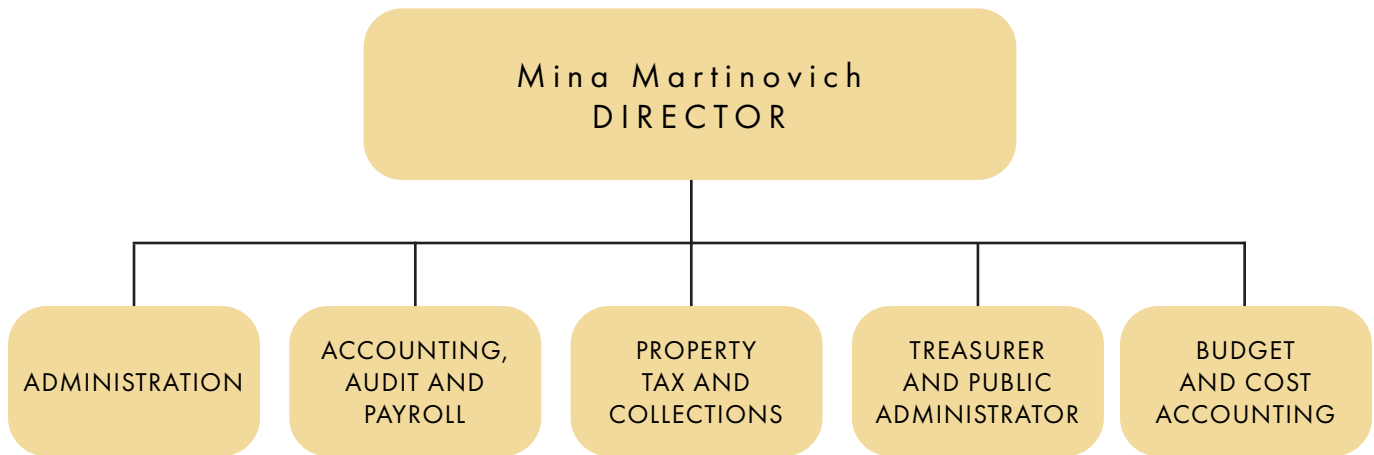 Mina Martinovich
DIRECTOR
ADMINISTRATION
ACCOUNTING,
AUDIT AND
PAYROLL
PROPERTY
TAX AND
COLLECTIONS
TREASURER
AND PUBLIC
ADMINISTRATOR
BUDGET
AND COST
ACCOUNTING